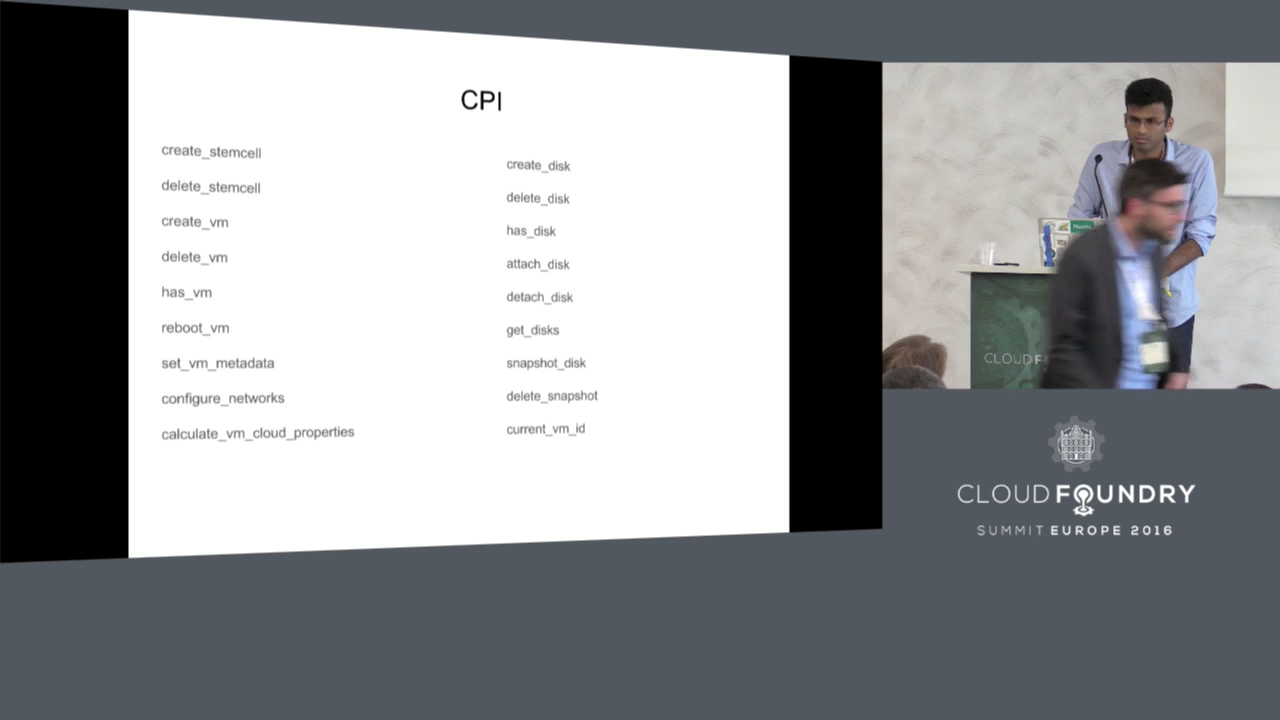 CPI
create_stemcell
delete_stemcell
create_vm
delete_vm
has_vm
reboot_vm
set_vm_metadata
configure_networks
calculate_vm_cloud_properties
create_disk
delete_disk
has_disk
attach_disk
detach_disk
get_disks
snapshot_disk
delete_snapshot
current_vm_id
CLOUD F
CLOUD FOUNDRY
SUMMIT EUROPE 2016